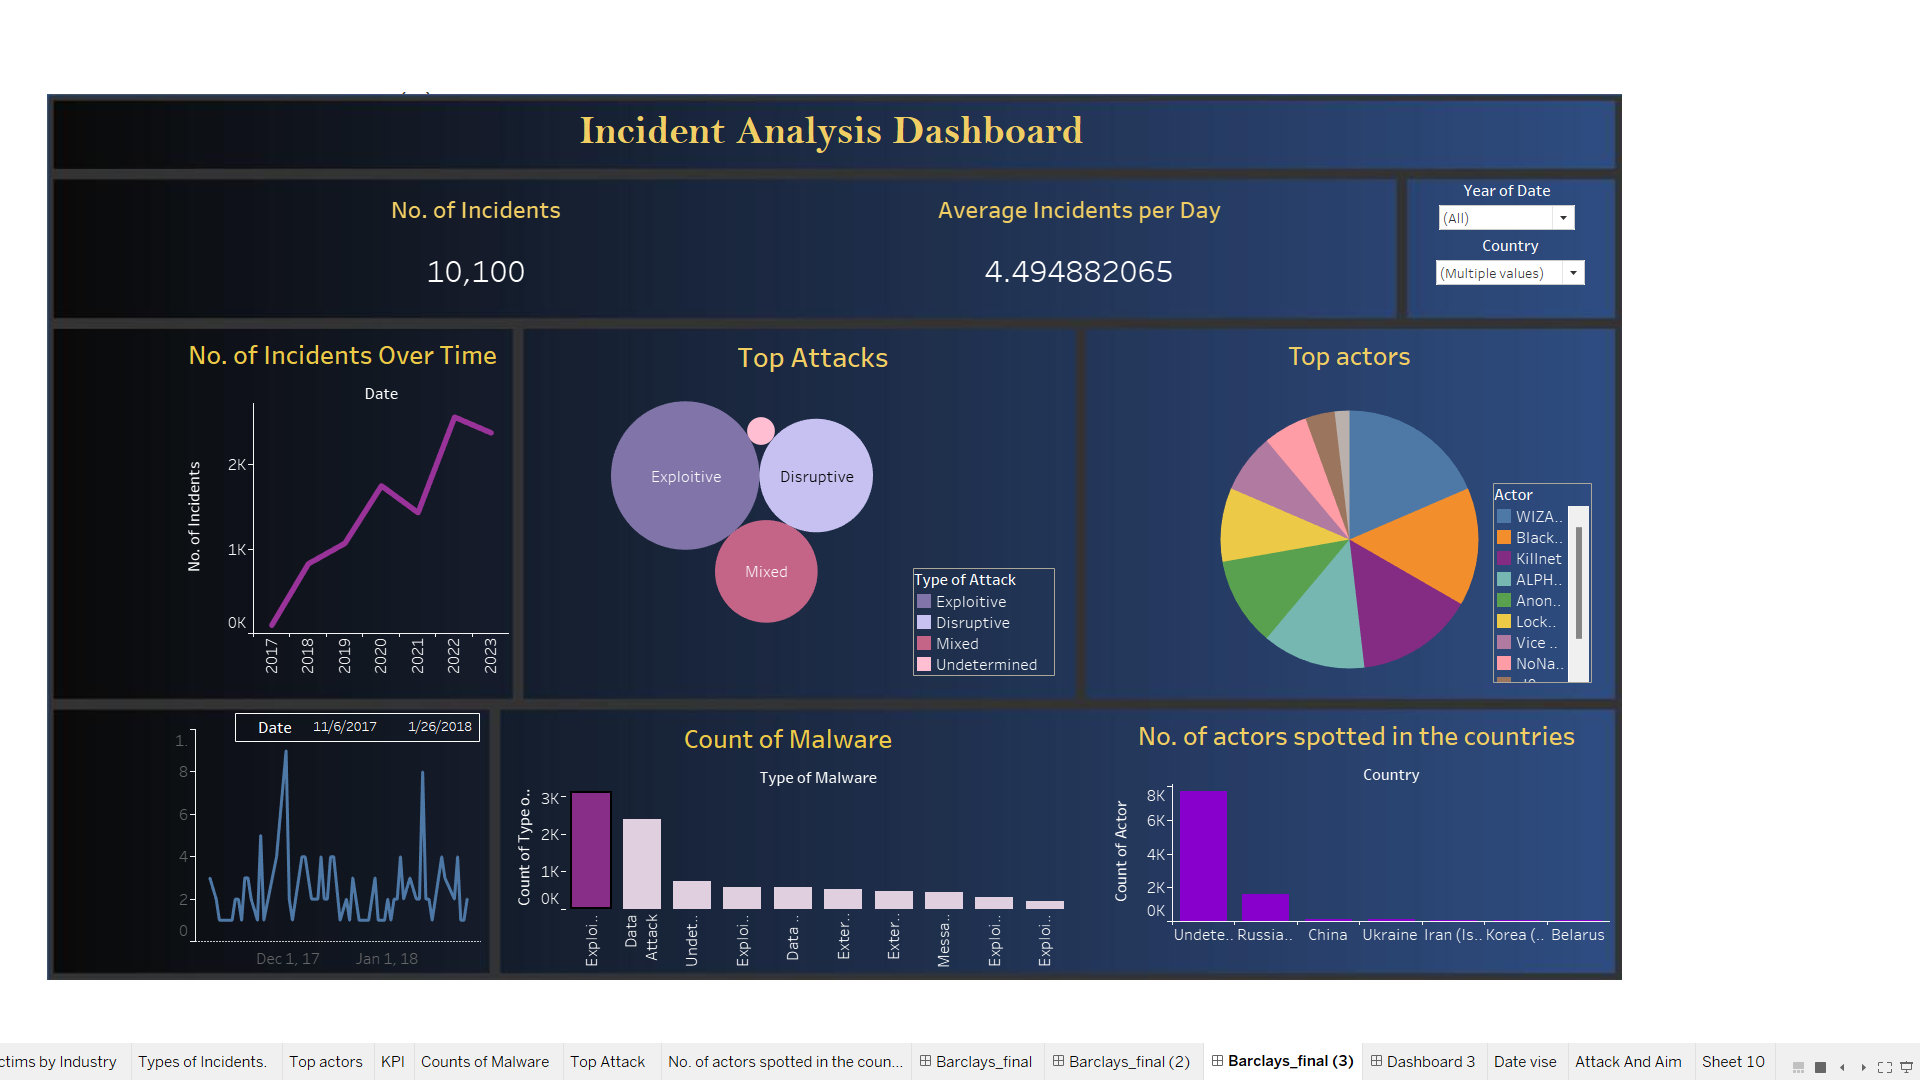 Incident Analysis Dashboard
No. of Incidents
10,100
Average Incidents per Day
4.494882065
Year of Date
(All)
Country
(Multiple values)
No. of Incidents Over Time
Date
No. of Incidents
2K
1K
0K
2017
2018
2019
2020
2021
2022
2023
Top Attacks
Exploitive
Disruptive
Mixed
Type of Attack
Exploitive
Disruptive
Mixed
Undetermined
Top actors
Actor
WIZA..
Black..
Killnet
ALPH..
Anon..
Lock..
Vice ..
NoNa..
Date 11/6/2017 1/26/2018
1.
8
6
4
2
0
Dec 1, 17
Jan 1, 18
Count of Malware
Type of Malware
Count of Type o..
3K
2K
1K
0K
Exploi..
Data
Attack
Undet..
Exploi..
Data ..
Exter..
Exter..
Messa..
Exploi..
Exploi..
No. of actors spotted in the countries
Country
Count of Actor
8K
6K
4K
2K
0K
Undete.. Russia.. China Ukraine Iran (Is.. Korea (.. Belarus
ctims by Industry Types of Incidents. Top actors KPI Counts of Malware Top Attack No. of actors spotted in the coun... Barclays_final Barclays_final (2) Barclays_final (3) Dashboard 3 Date vise Attack And Aim Sheet 10